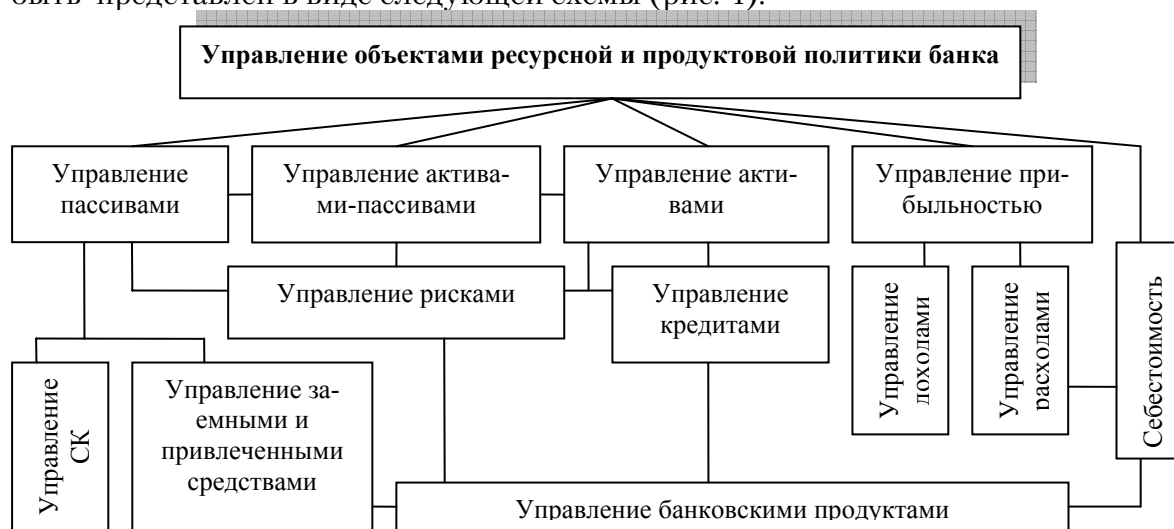 быть представлен в виде следующей схемы (рис. 4).
Управление объектами ресурсной и продуктовой политики банка
Управление
пассивами
Управление актива-
ми-пассивами
Управление акти-
вами
Управление при-
быльностью
Управление рисками
Управление
кредитами
Управление
доходами
Управление
расходами
Себестоимость
Управление
СК
Управление за-
емными и
привлеченными
средствами
Управление банковскими продуктами